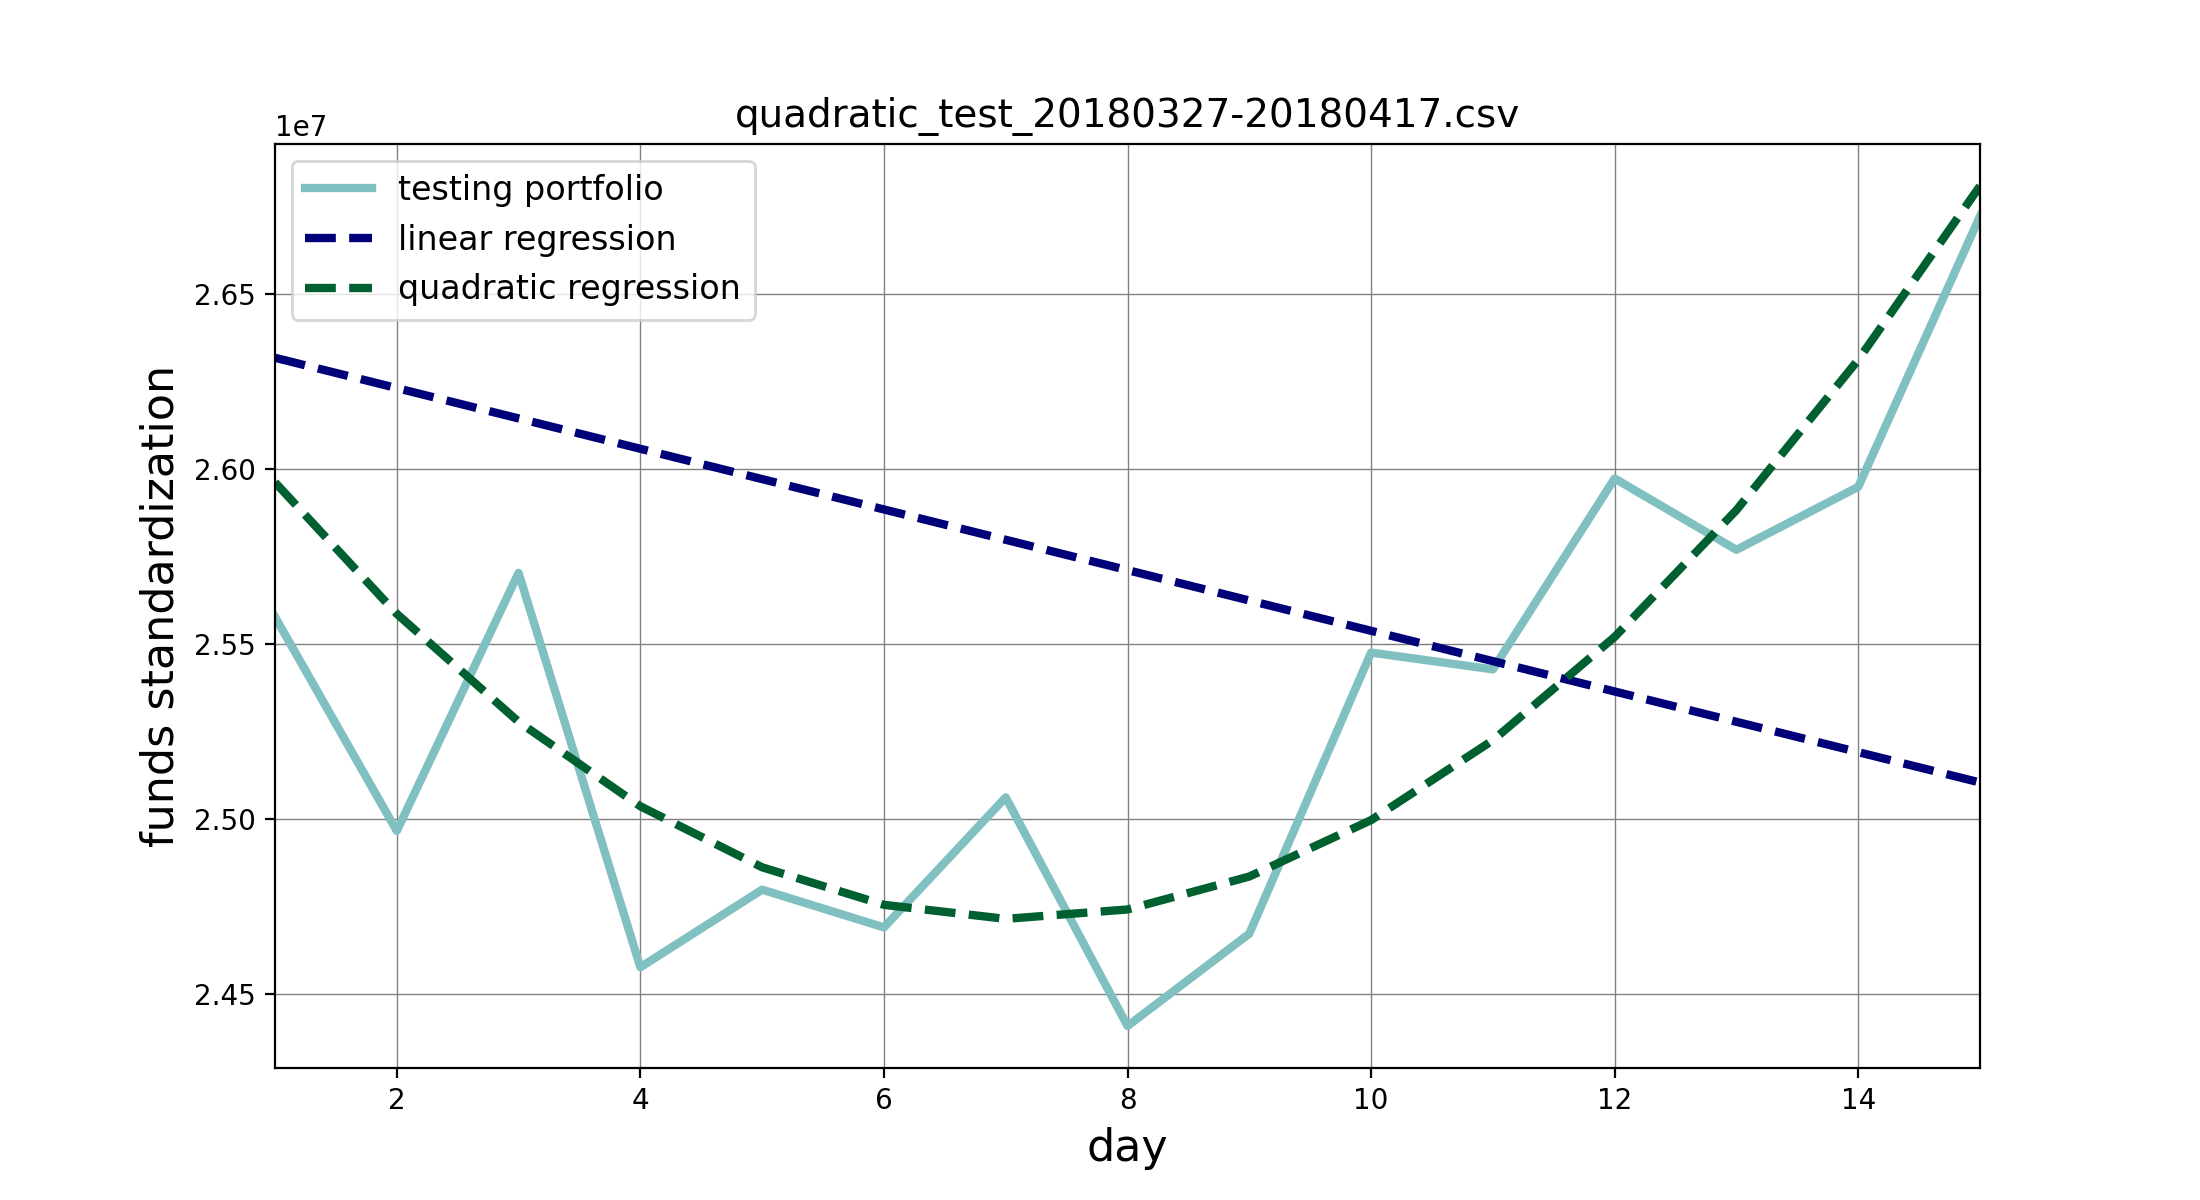 quadratic_test_20180327-20180417.csv
1e7
testing portfolio
linear regression
quadratic regression
funds standardization
2.65
2.60
2.55
2.50
2.45
2 4 6 8 10 12 14
day